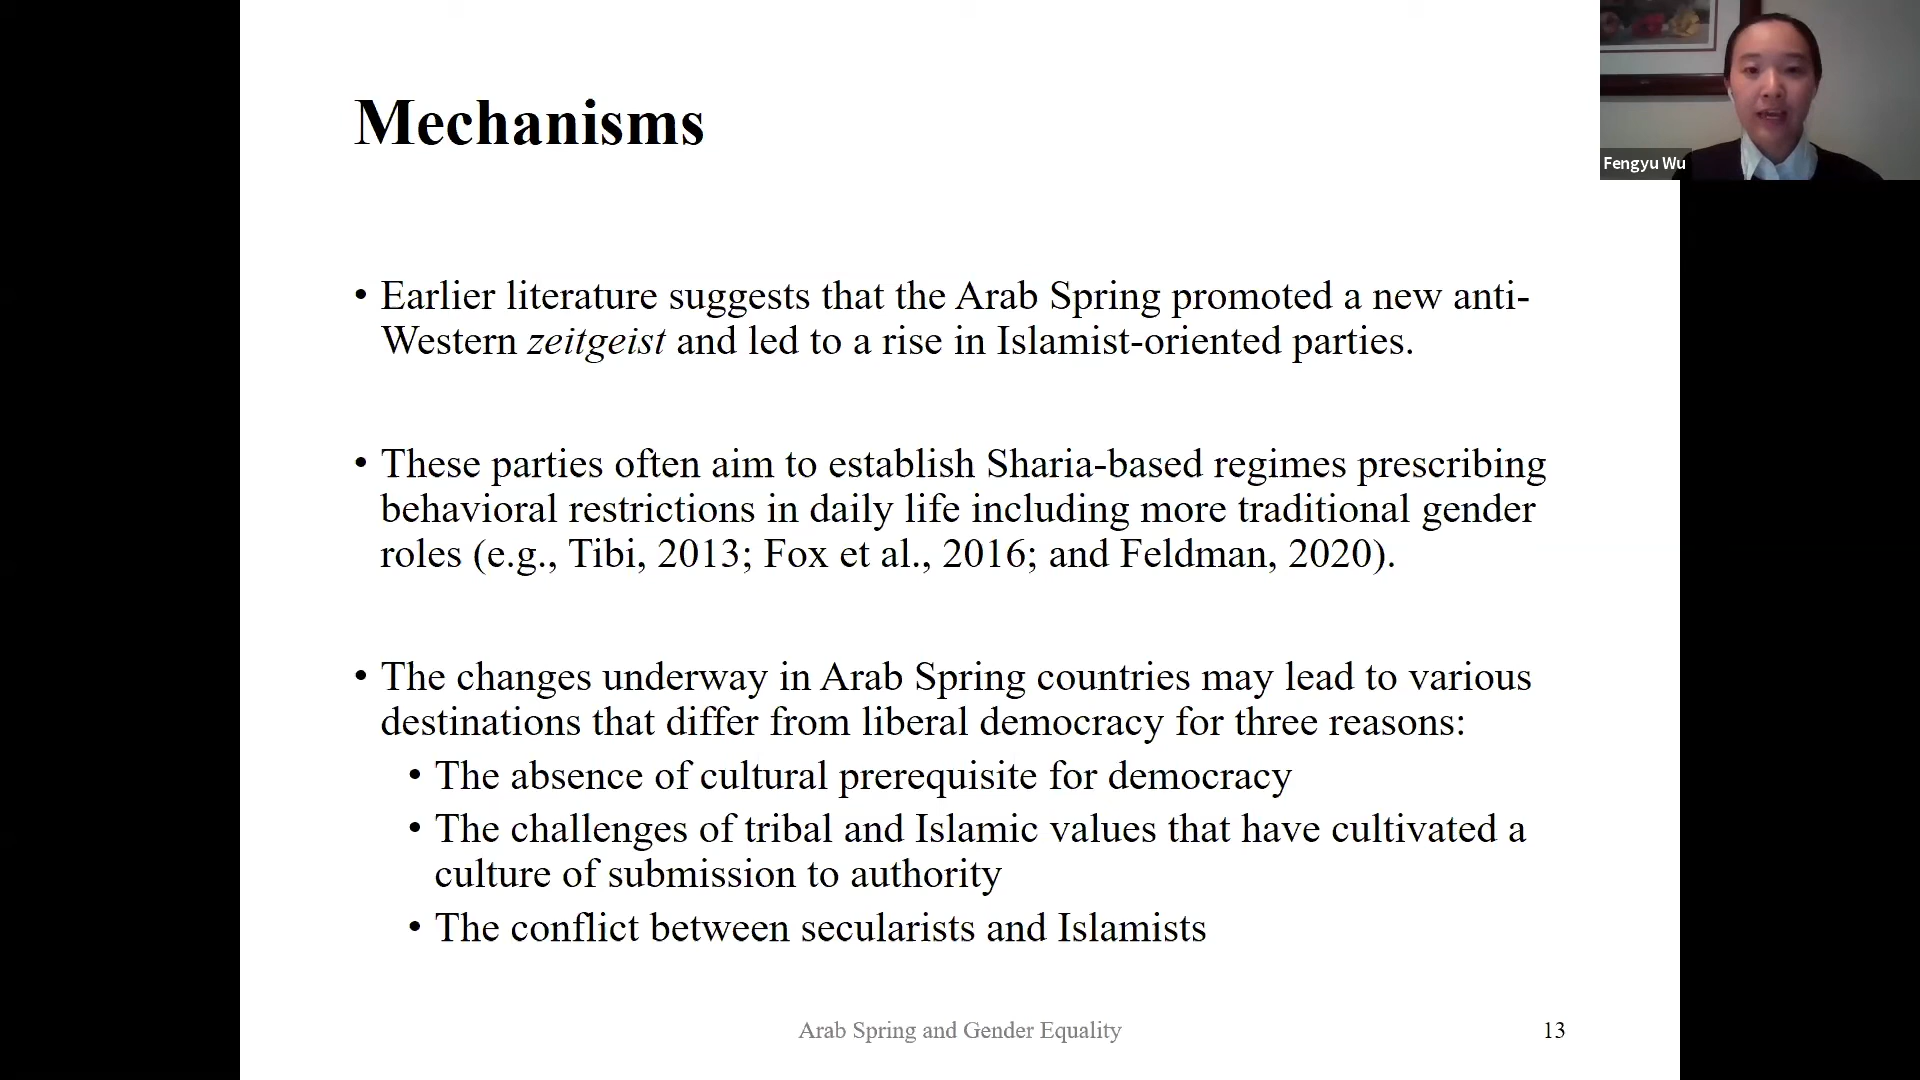 Mechanisms
Fengyu Wu
• Earlier literature suggests that the Arab Spring promoted a new anti-
Western zeitgeist and led to a rise in Islamist-oriented parties.
• These parties often aim to establish Sharia-based regimes prescribing
behavioral restrictions in daily life including more traditional gender
roles (e.g., Tibi, 2013; Fox et al., 2016; and Feldman, 2020).
• The changes underway in Arab Spring countries may lead to various
destinations that differ from liberal democracy for three reasons:
• The absence of cultural prerequisite for democracy
• The challenges of tribal and Islamic values that have cultivated a
culture of submission to authority
• The conflict between secularists and Islamists
Arab Spring and Gender Equality
13